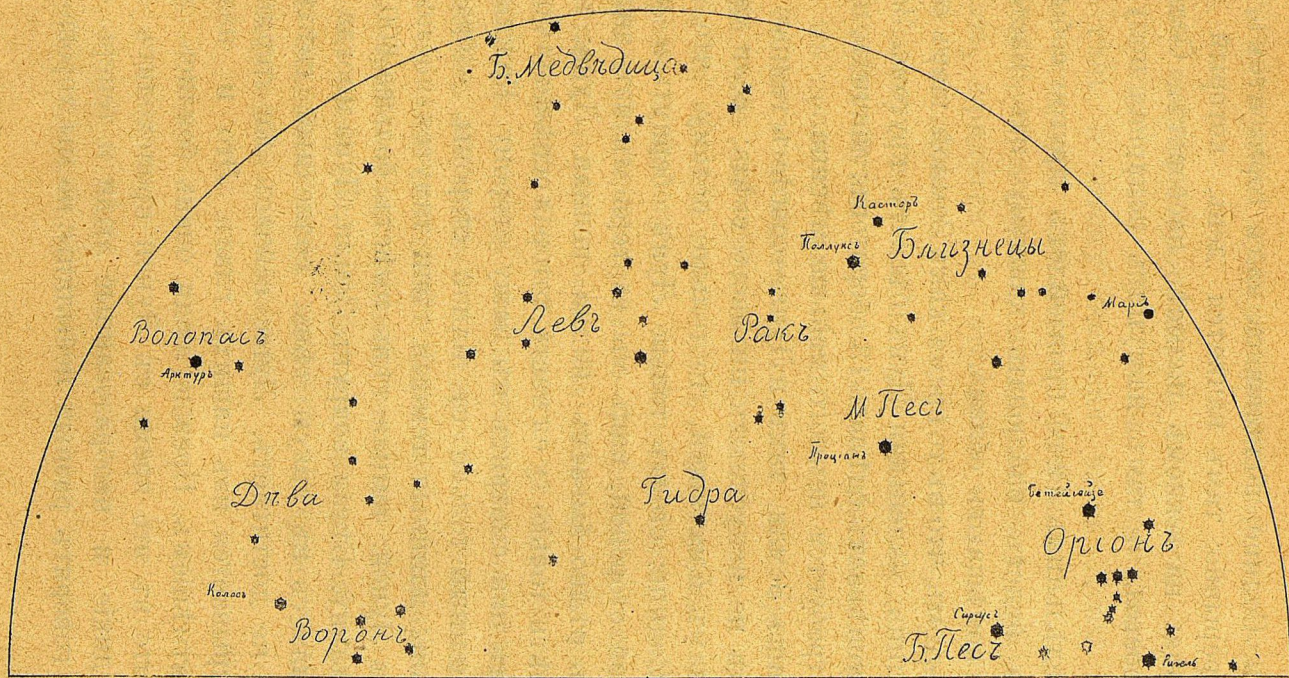 Б. Медвѣдица
Касторъ
Поллуксъ
Близнецы
Марсъ
Волопасъ
Арктуръ
Левъ
Ракъ
М Песъ
Проціонъ
Дѣва
Гидра
Бетейгейзе
Оріонъ
Колосъ
Воронъ
Сиріусъ
Б. Песъ
Ригель